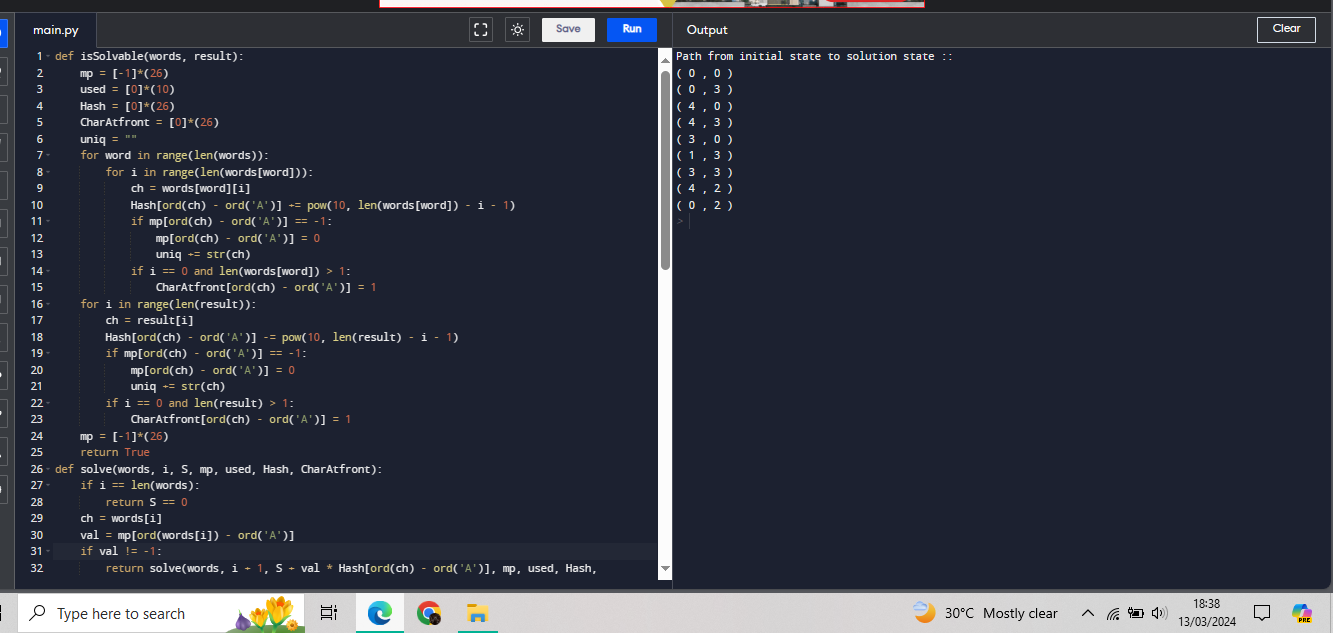 main.py
Save
Run
Output
Clear
1 def isSolvable(words, result):
2 mp = [-1]*(26)
3 used = [0]*(10)
4 Hash = [0]*(26)
5 CharAtfront = [0]*(26)
6 uniq = ""
7 for word in range(len(words)):
8 for i in range(len(words[word])):
9 ch = words[word][i]
10 Hash[ord(ch) - ord('A')] += pow(10, len(words[word]) - i - 1)
11 if mp[ord(ch) - ord('A')] == -1:
12 mp[ord(ch) - ord('A')] = 0
13 uniq += str(ch)
14 if i == 0 and len(words[word]) > 1:
15 CharAtfront[ord(ch) - ord('A')] = 1
16 for i in range(len(result)):
17 ch = result[i]
18 Hash[ord(ch) - ord('A')] -= pow(10, len(result) - i - 1)
19 if mp[ord(ch) - ord('A')] == -1:
20 mp[ord(ch) - ord('A')] = 0
21 uniq += str(ch)
22 if i == 0 and len(result) > 1:
23 CharAtfront[ord(ch) - ord('A')] = 1
24 mp = [-1]*(26)
25 return True
26 def solve(words, i, S, mp, used, Hash, CharAtfront):
27 if i == len(words):
28 return S == 0
29 ch = words[i]
30 val = mp[ord(words[i]) - ord('A')]
31 if val != -1:
32 return solve(words, i + 1, S + val * Hash[ord(ch) - ord('A')], mp, used, Hash,
Path from initial state to solution state ::
( 0 , 0 )
( 0 , 3 )
( 4 , 0 )
( 4 , 3 )
( 3 , 0 )
( 1 , 3 )
( 3 , 3 )
( 4 , 2 )
( 0 , 2 )
>
Type here to search
30°C Mostly clear
18:38
13/03/2024
PRE